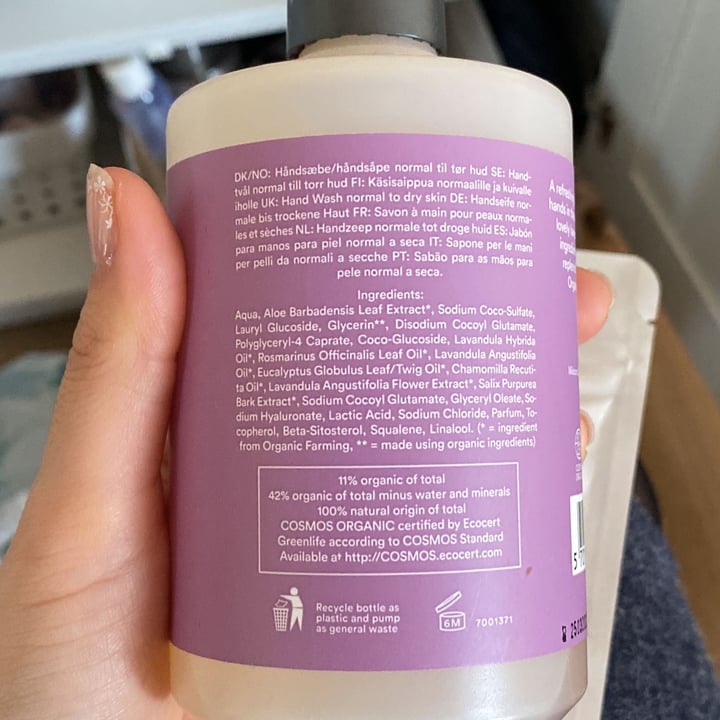 DK/NO: Håndsæbe/håndsåpe normal til tør hud SE: Hand-
tvål normal till torr hud FI: Käsisaippua normaalille ja kuivalle
iholle UK: Hand Wash normal to dry skin DE: Handseife nor-
male bis trockene Haut FR: Savon à main pour peaux norma-
les et sèches NL: Handzeep normale tot droge huid ES: Jabón
para manos para piel normal a seca IT: Sapone per le mani
per pelli da normali a secche PT: Sabão para as mãos para
pele normal a seca.
Ingredients:
Aqua, Aloe Barbadensis Leaf Extract*, Sodium Coco-Sulfate,
Lauryl Glucoside, Glycerin**, Disodium Cocoyl Glutamate,
Polyglyceryl-4 Caprate, Coco-Glucoside, Lavandula Hybrida
Oil*, Rosmarinus Officinalis Leaf Oil*, Lavandula Angustifolia
Oil*, Eucalyptus Globulus Leaf/Twig Oil*, Chamomilla Recuti-
ta Oil*, Lavandula Angustifolia Flower Extract*, Salix Purpurea
Bark Extract*, Sodium Cocoyl Glutamate, Glyceryl Oleate, So-
dium Hyaluronate, Lactic Acid, Sodium Chloride, Parfum, To-
copherol, Beta-Sitosterol, Squalene, Linalool. (* = ingredient
from Organic Farming, ** = made using organic ingredients)
11% organic of total
42% organic of total minus water and minerals
100% natural origin of total
COSMOS ORGANIC certified by Ecocert
Greenlife according to COSMOS Standard
Available at http://COSMOS.ecocert.com
Recycle bottle as
plastic and pump
as general waste
6M
7001371
A
hands in